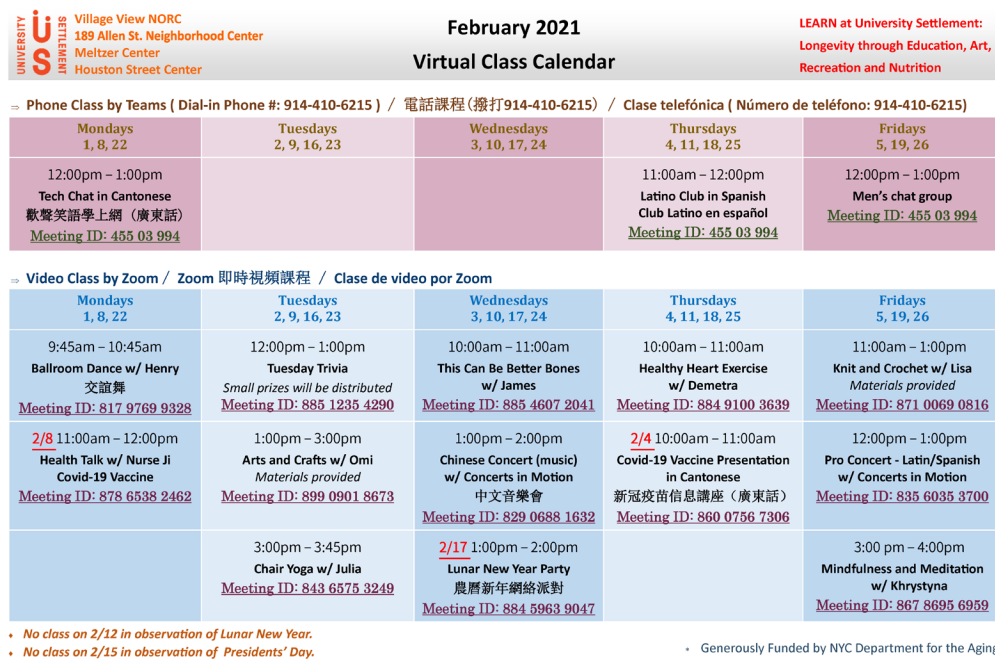 UNIVERSITY
SETTLEMENT
ÜS
Village View NORC
189 Allen St. Neighborhood Center
Meltzer Center
Houston Street Center
February 2021
Virtual Class Calendar
LEARN at University Settlement:
Longevity through Education, Art,
Recreation and Nutrition
⇒ Phone Class by Teams ( Dial-in Phone #: 914-410-6215 ) / 電話課程(撥打914-410-6215) / Clase telefónica ( Número de teléfono: 914-410-6215)
Mondays
1, 8, 22
Tuesdays
2, 9, 16, 23
Wednesdays
3, 10, 17, 24
Thursdays
4, 11, 18, 25
Fridays
5, 19, 26
12:00pm – 1:00pm
Tech Chat in Cantonese
歡聲笑語學上網（廣東話）
Meeting ID: 455 03 994
11:00am – 12:00pm
Latino Club in Spanish
Club Latino en español
Meeting ID: 455 03 994
12:00pm – 1:00pm
Men's chat group
Meeting ID: 455 03 994
⇒ Video Class by Zoom / Zoom 即時視頻課程 / Clase de video por Zoom
Mondays
1, 8, 22
Tuesdays
2, 9, 16, 23
Wednesdays
3, 10, 17, 24
Thursdays
4, 11, 18, 25
Fridays
5, 19, 26
9:45am – 10:45am
Ballroom Dance w/ Henry
交誼舞
Meeting ID: 817 9769 9328
12:00pm – 1:00pm
Tuesday Trivia
Small prizes will be distributed
Meeting ID: 885 1235 4290
10:00am – 11:00am
This Can Be Better Bones
w/ James
Meeting ID: 885 4607 2041
10:00am – 11:00am
Healthy Heart Exercise
w/ Demetra
Meeting ID: 884 9100 3639
11:00am – 1:00pm
Knit and Crochet w/ Lisa
Materials provided
Meeting ID: 871 0069 0816
2/8 11:00am – 12:00pm
Health Talk w/ Nurse Ji
Covid-19 Vaccine
Meeting ID: 878 6538 2462
1:00pm – 3:00pm
Arts and Crafts w/ Omi
Materials provided
Meeting ID: 899 0901 8673
1:00pm – 2:00pm
Chinese Concert (music)
w/ Concerts in Motion
中文音樂會
Meeting ID: 829 0688 1632
2/4 10:00am – 11:00am
Covid-19 Vaccine Presentation
in Cantonese
新冠疫苗信息講座（廣東話）
Meeting ID: 860 0756 7306
12:00pm – 1:00pm
Pro Concert - Latin/Spanish
w/ Concerts in Motion
Meeting ID: 835 6035 3700
3:00pm – 3:45pm
Chair Yoga w/ Julia
Meeting ID: 843 6575 3249
2/17 1:00pm – 2:00pm
Lunar New Year Party
農曆新年網絡派對
Meeting ID: 884 5963 9047
3:00 pm – 4:00pm
Mindfulness and Meditation
w/ Khrystyna
Meeting ID: 867 8695 6959
♦ No class on 2/12 in observation of Lunar New Year.
♦ No class on 2/15 in observation of Presidents' Day.
• Generously Funded by NYC Department for the Aging